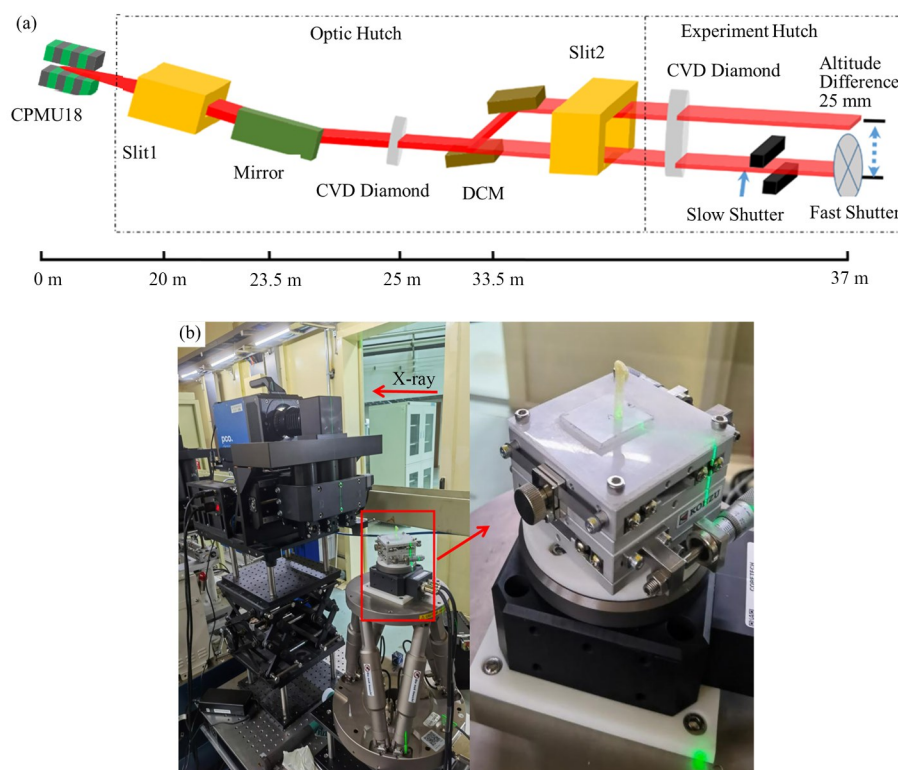 (a)
Optic Hutch
Experiment Hutch
Slit2
CVD Diamond
Altitude
Difference
25 mm
CPMU18
Slit1
Mirror
CVD Diamond
DCM
Slow Shutter
Fast Shutter
0 m
20 m
23.5 m
25 m
33.5 m
37 m
(b)
X-ray
pco.